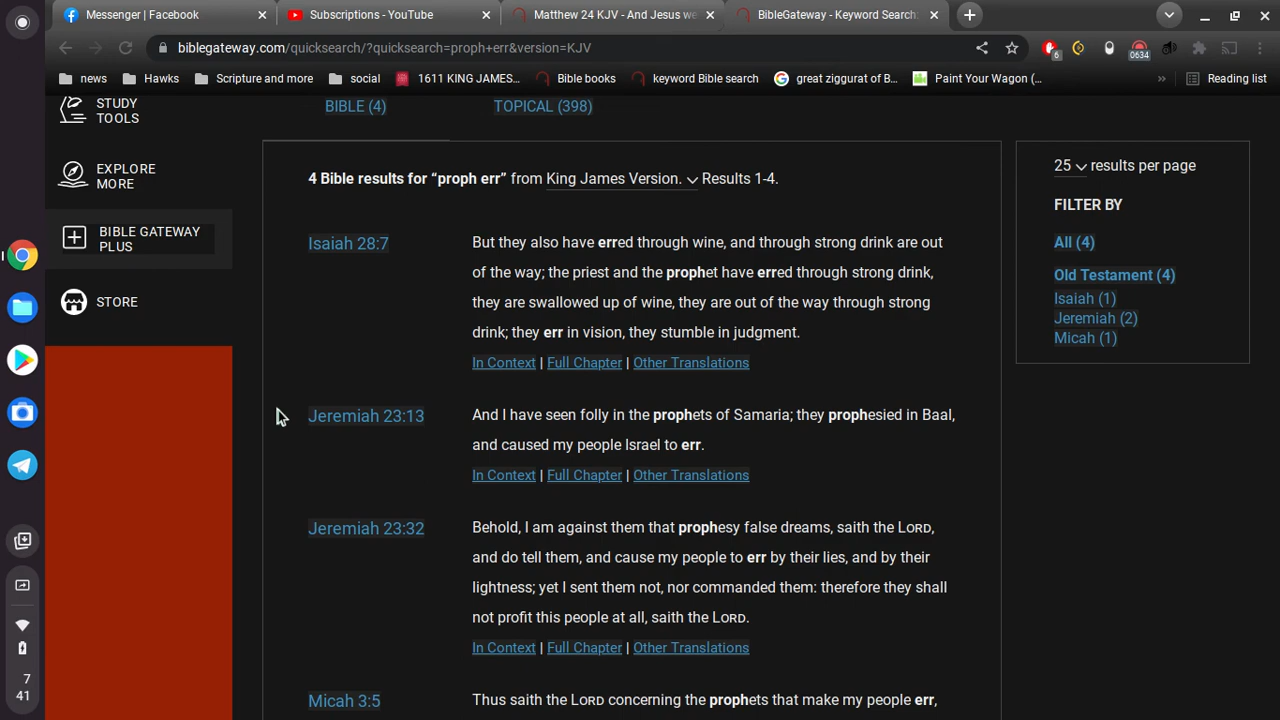 Messenger | Facebook
Subscriptions - YouTube
Matthew 24 KJV - And Jesus we
BibleGateway - Keyword Search:
biblegateway.com/quicksearch/?quicksearch=proph+err&version=KJV
6
0634
news
Hawks
Scripture and more
social
1611 KING JAMES...
Bible books
keyword Bible search
great ziggurat of B...
Paint Your Wagon (...
»
Reading list
STUDY
TOOLS
EXPLORE
MORE
BIBLE GATEWAY
PLUS
STORE
BIBLE (4)
TOPICAL (398)
4 Bible results for “proph err” from King James Version. Results 1-4.
Isaiah 28:7
But they also have erred through wine, and through strong drink are out
of the way; the priest and the prophet have erred through strong drink,
they are swallowed up of wine, they are out of the way through strong
drink; they err in vision, they stumble in judgment.
In Context | Full Chapter | Other Translations
Jeremiah 23:13
And I have seen folly in the prophets of Samaria; they prophesied in Baal,
and caused my people Israel to err.
In Context | Full Chapter | Other Translations
Jeremiah 23:32
Behold, I am against them that prophesy false dreams, saith the LORD,
and do tell them, and cause my people to err by their lies, and by their
lightness; yet I sent them not, nor commanded them: therefore they shall
not profit this people at all, saith the LORD.
In Context | Full Chapter | Other Translations
Micah 3:5
Thus saith the LORD concerning the prophets that make my people err,
25 results per page
FILTER BY
All (4)
Old Testament (4)
Isaiah (1)
Jeremiah (2)
Micah (1)
7
41